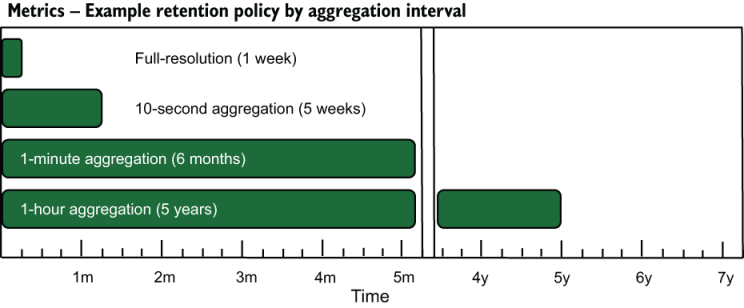 Metrics – Example retention policy by aggregation interval
Full-resolution (1 week)
10-second aggregation (5 weeks)
1-minute aggregation (6 months)
1-hour aggregation (5 years)
1m 2m 3m 4m 5m 4y 5y 6y 7y
Time